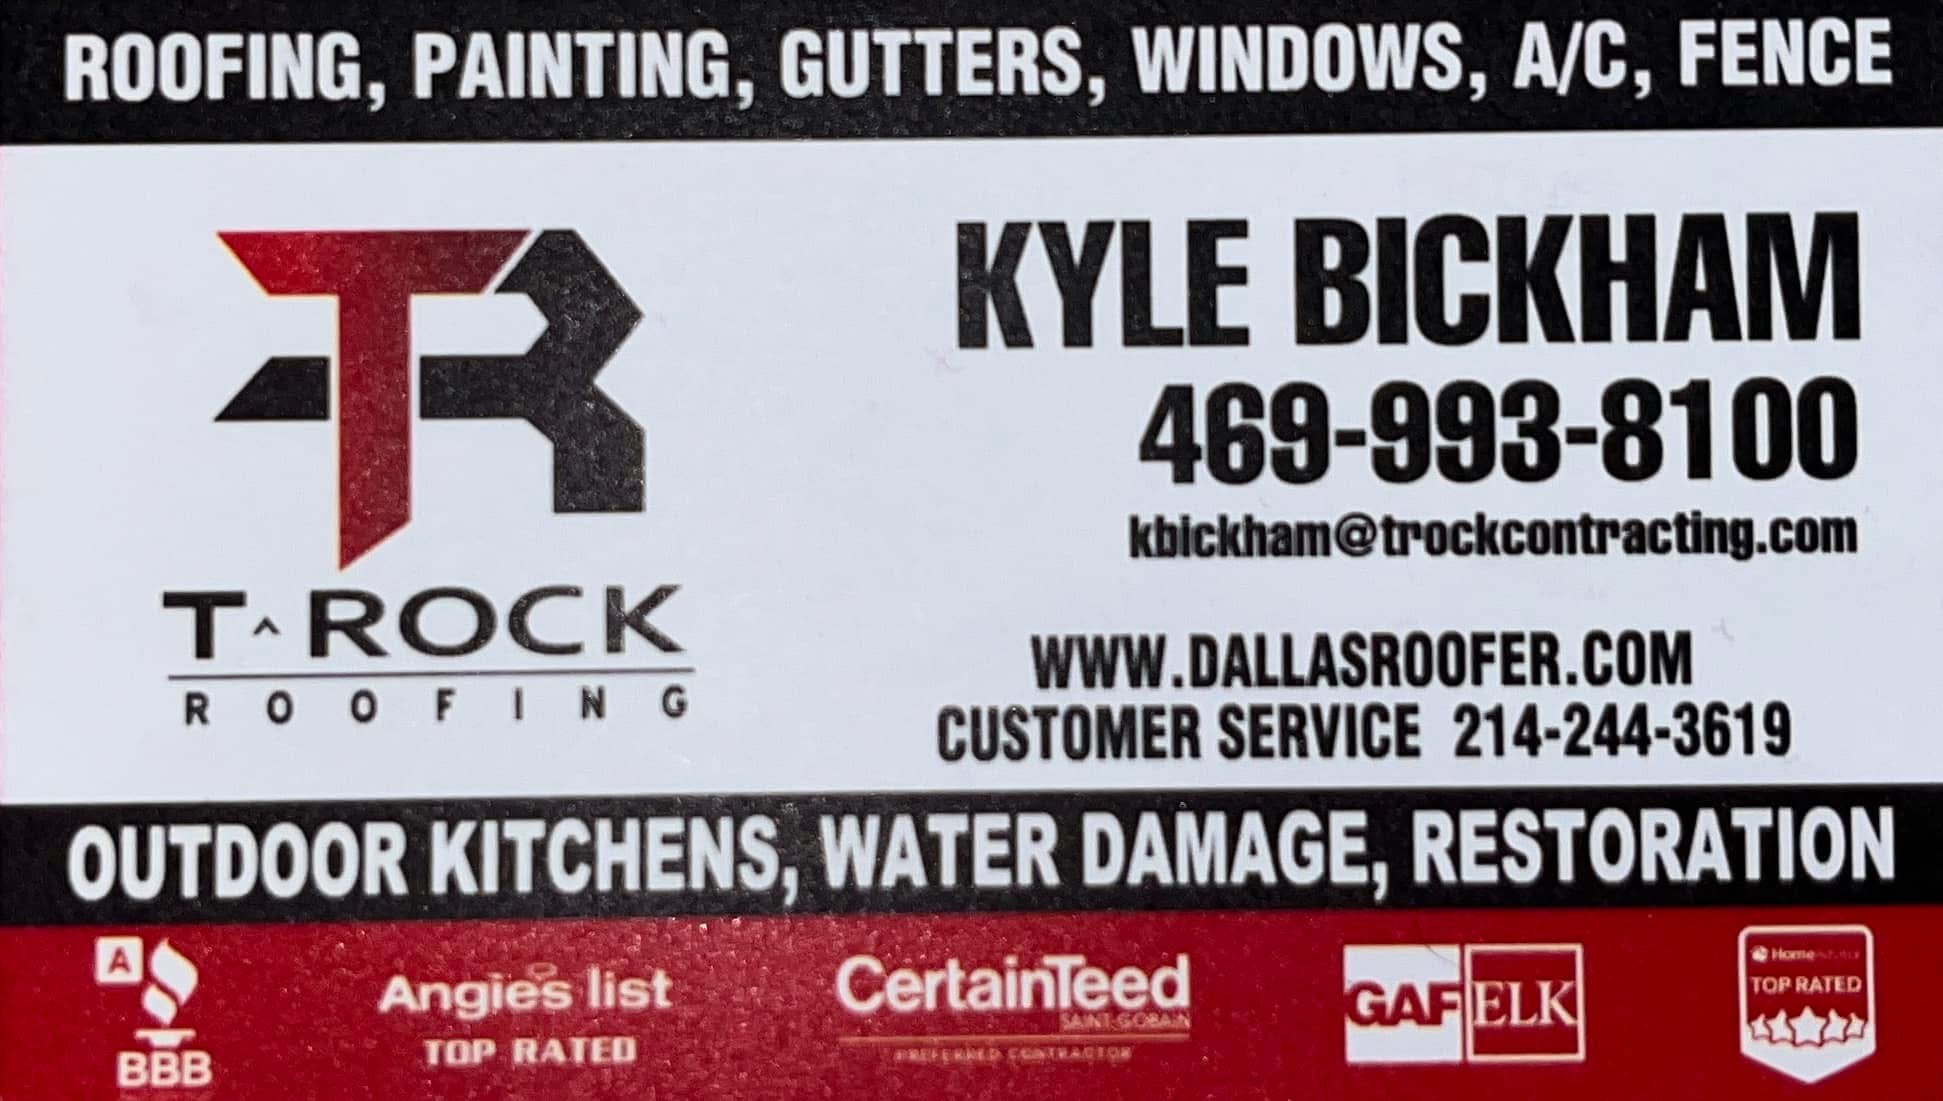 ROOFING, PAINTING, GUTTERS, WINDOWS, A/C, FENCE
TR
T^ROCK
ROOFING
KYLE BICKHAM
469-993-8100
kbickham@trockcontracting.com
WWW.DALLASROOFER.COM
CUSTOMER SERVICE 214-244-3619
OUTDOOR KITCHENS, WATER DAMAGE, RESTORATION
A
BBB
Angie's list
TOP RATED
CertainTeed
SAINT-GOBAIN
PREFERRED CONTRACTOR
GAF ELK
Home
TOP RATED